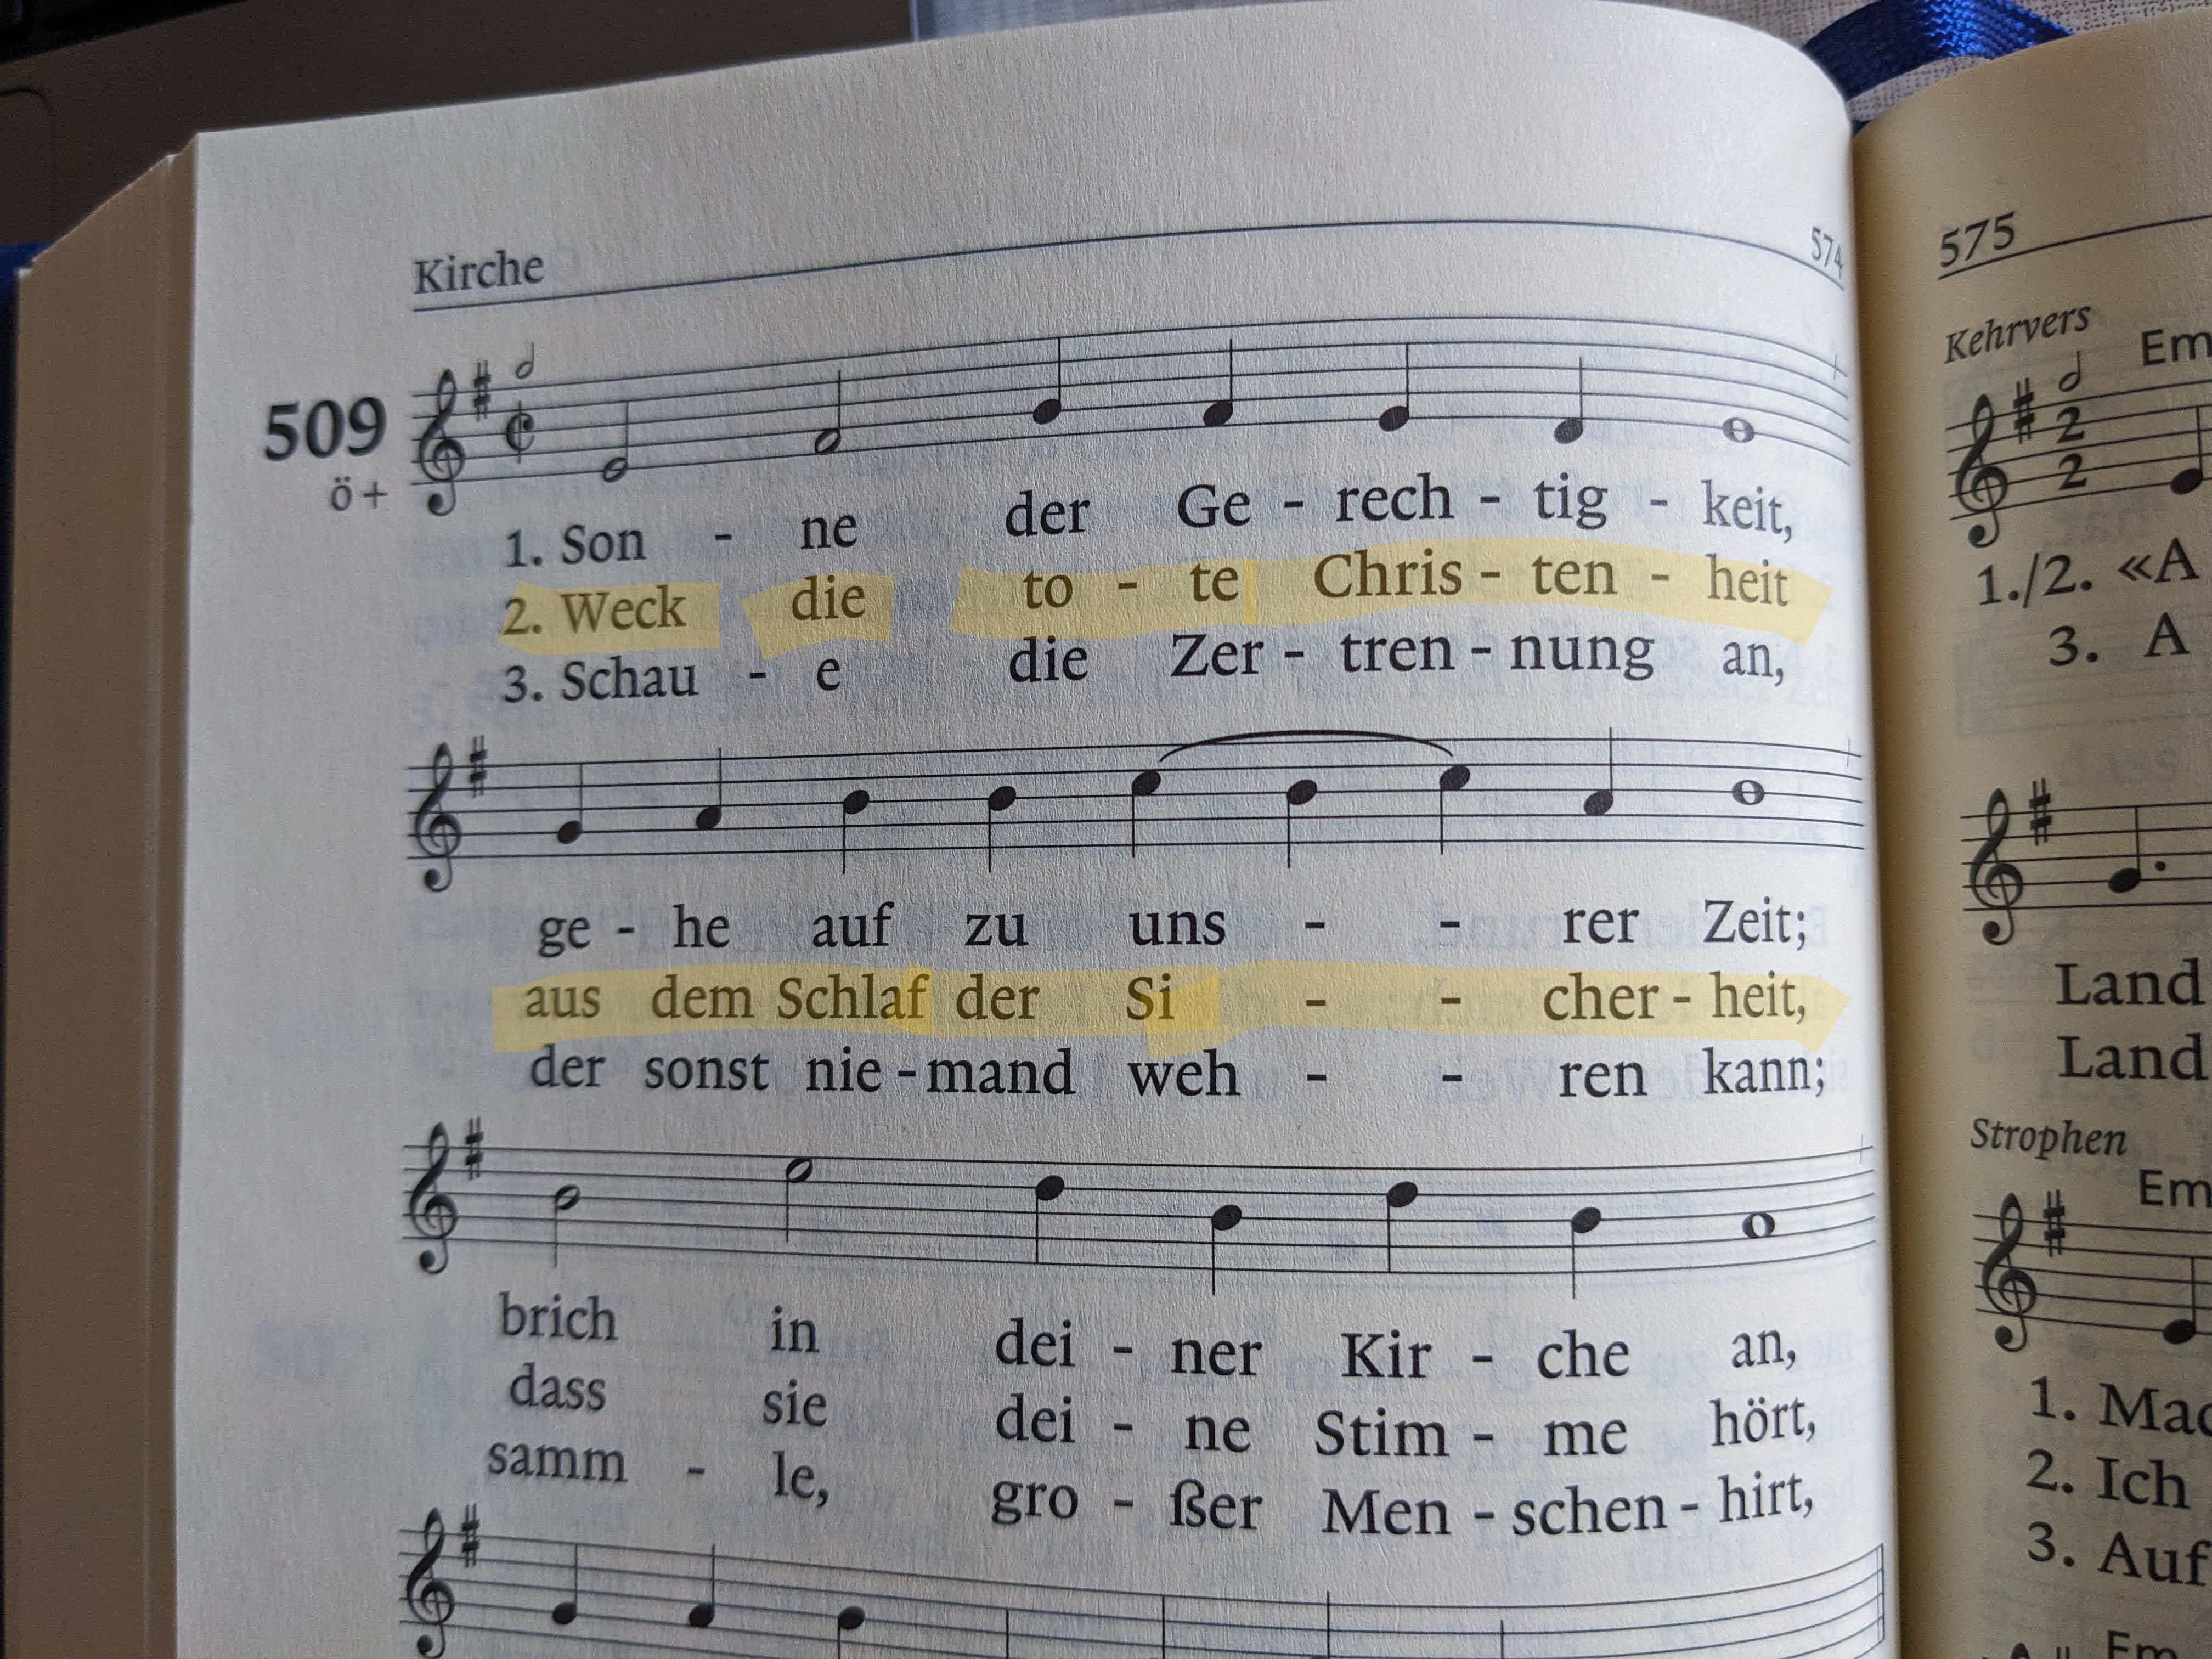 Kirche 574
509
ö+
1. Son - ne der Ge - rech - tig - keit,
2. Weck die to - te Chris - ten - heit
3. Schau - e die Zer - tren - nung an,
ge - he auf zu uns - - rer Zeit;
aus dem Schlaf der Si - - cher - heit,
der sonst nie - mand weh - - ren kann;
brich in dei - ner Kir - che an,
dass sie dei - ne Stim - me hört,
samm - le, gro - ßer Men - schen - hirt,
575
Kehrvers
Em
2
2
1./2. «A
3. A
Land
Land
Strophen
Em
1. Mac
2. Ich
3. Auf
Em